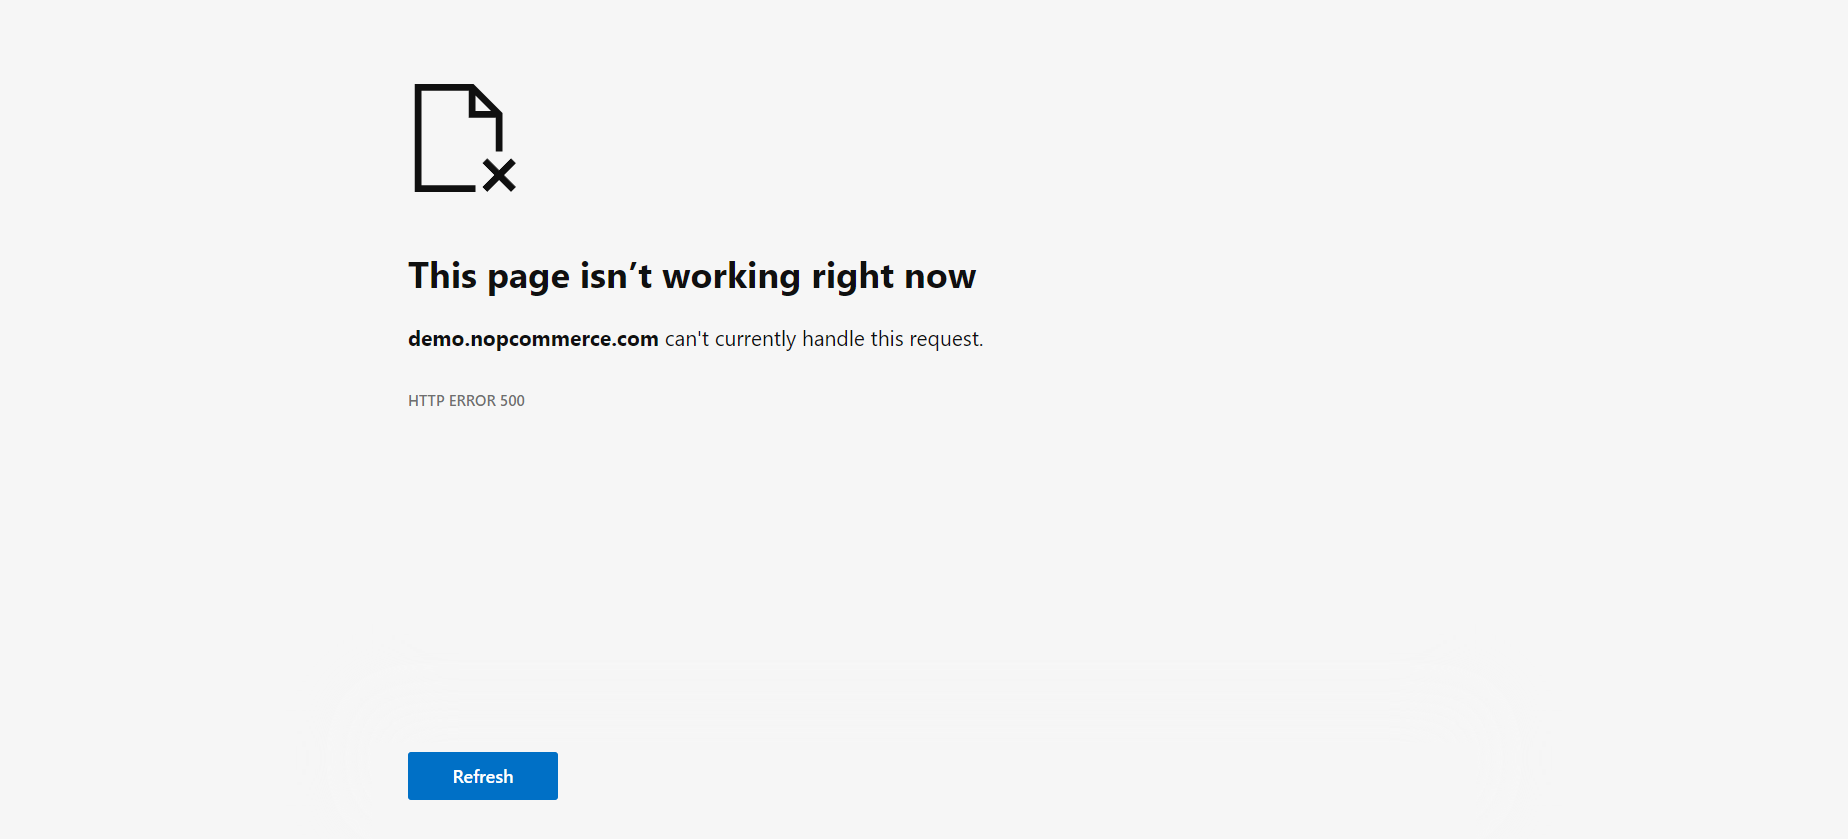 This page isn’t working right now
demo.nopcommerce.com can't currently handle this request.
HTTP ERROR 500
Refresh